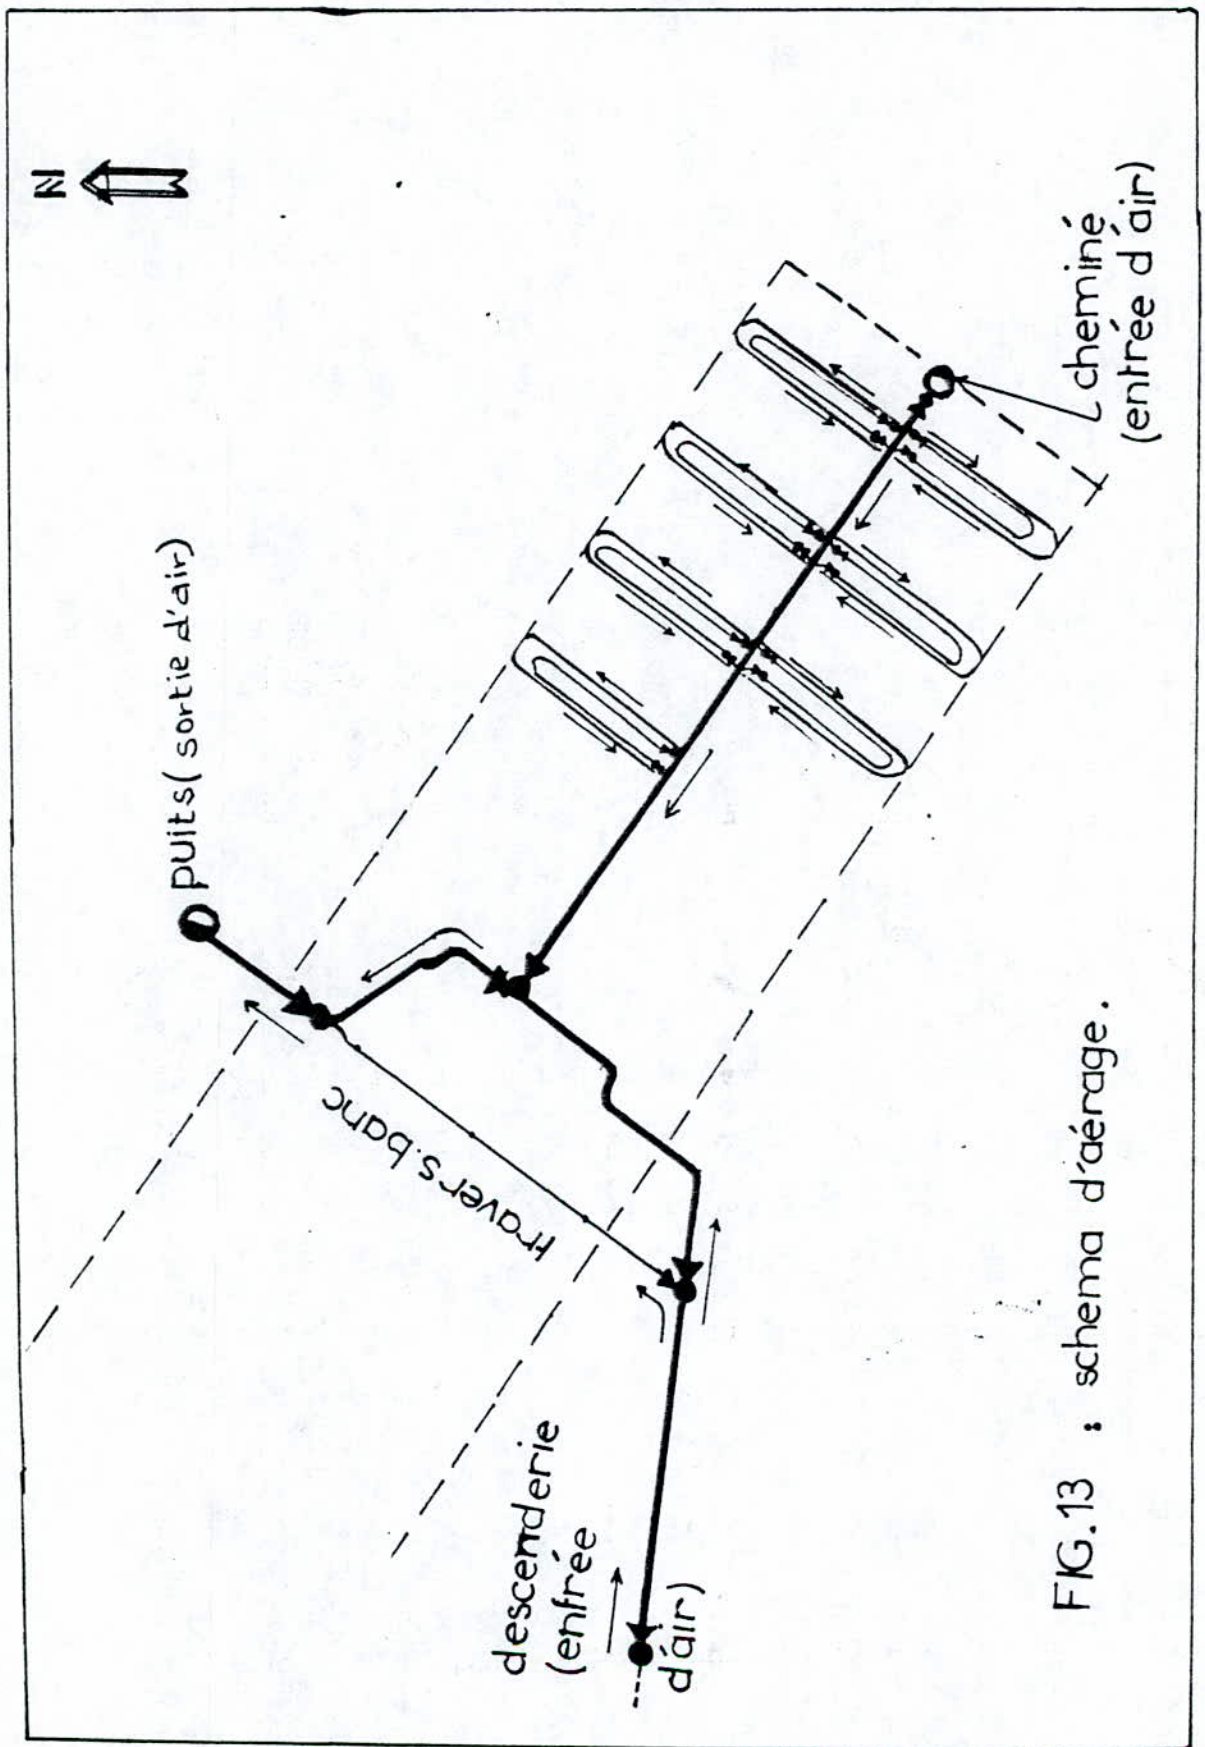 N
puits( sortie d'air)
cheminé
(entrée d'air)
travers.banc
descenderie
(entrée
d'air)
FIG.13 : schema d'aérage.